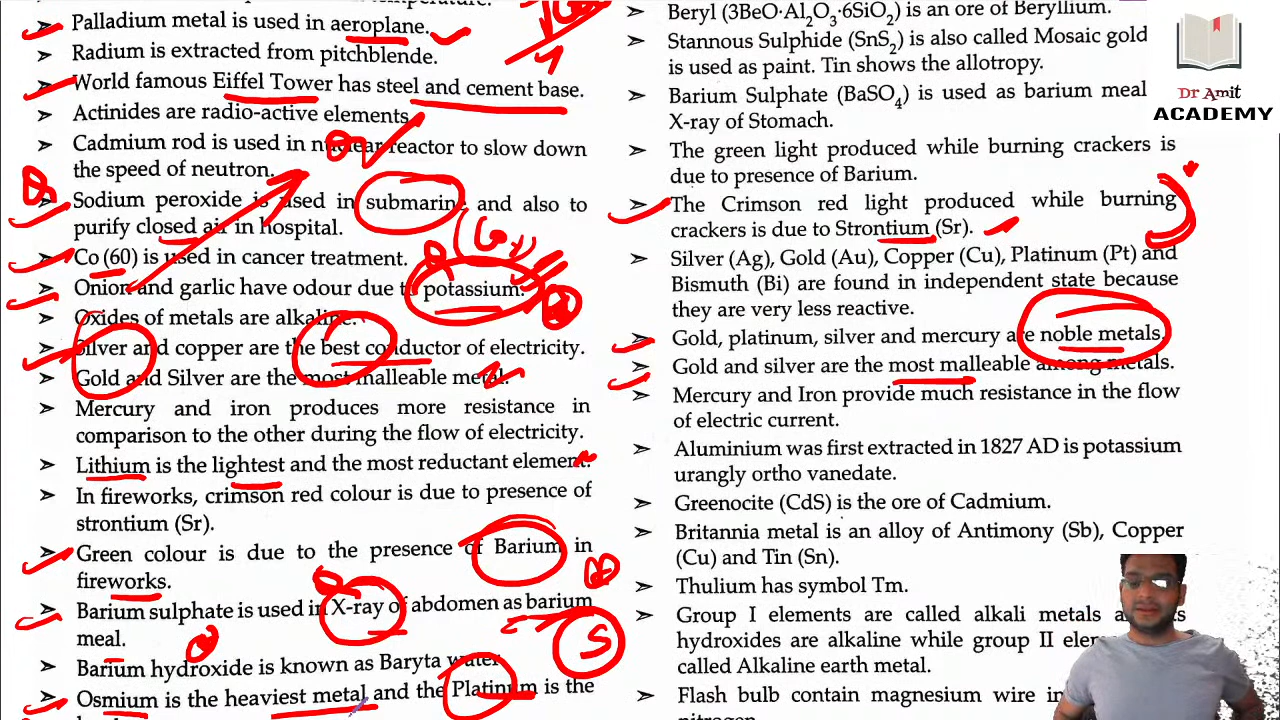 Palladium metal is used in aeroplane.
Radium is extracted from pitchblende.
World famous Eiffel Tower has steel and cement base.
Actinides are radio-active elements.
Cadmium rod is used in nuclear reactor to slow down
the speed of neutron.
Sodium peroxide is used in submarine and also to
purify closed air in hospital.
Co (60) is used in cancer treatment.
Onion and garlic have odour due to potassium.
Oxides of metals are alkaline.
Silver and copper are the best conductor of electricity.
Gold and Silver are the most malleable metal.
Mercury and iron produces more resistance in
comparison to the other during the flow of electricity.
Lithium is the lightest and the most reductant element.
In fireworks, crimson red colour is due to presence of
strontium (Sr).
Green colour is due to the presence of Barium in
fireworks.
Barium sulphate is used in X-ray of abdomen as barium
meal.
Barium hydroxide is known as Baryta water.
Osmium is the heaviest metal and the Platinum is the
S
Beryl (3BeO·Al₂O₃·6SiO₂) is an ore of Beryllium.
Stannous Sulphide (SnS₂) is also called Mosaic gold
is used as paint. Tin shows the allotropy.
Barium Sulphate (BaSO₄) is used as barium meal
X-ray of Stomach.
The green light produced while burning crackers is
due to presence of Barium.
The Crimson red light produced while burning
crackers is due to Strontium (Sr).
Silver (Ag), Gold (Au), Copper (Cu), Platinum (Pt) and
Bismuth (Bi) are found in independent state because
they are very less reactive.
Gold, platinum, silver and mercury are noble metals.
Gold and silver are the most malleable among metals.
Mercury and Iron provide much resistance in the flow
of electric current.
Aluminium was first extracted in 1827 AD is potassium
urangly ortho vanedate.
Greenocite (CdS) is the ore of Cadmium.
Britannia metal is an alloy of Antimony (Sb), Copper
(Cu) and Tin (Sn).
Thulium has symbol Tm.
Group I elements are called alkali metals
hydroxides are alkaline while group II
called Alkaline earth metal.
Flash bulb contain magnesium wire in
Dr Amit
ACADEMY